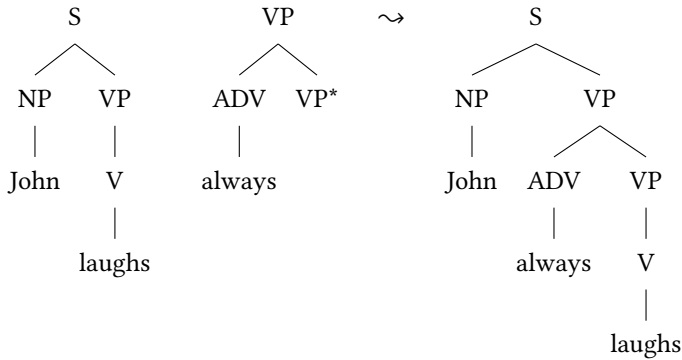 S VP ⇝ S
NP VP ADV VP* NP VP
John V always John ADV VP
laughs always V
laughs